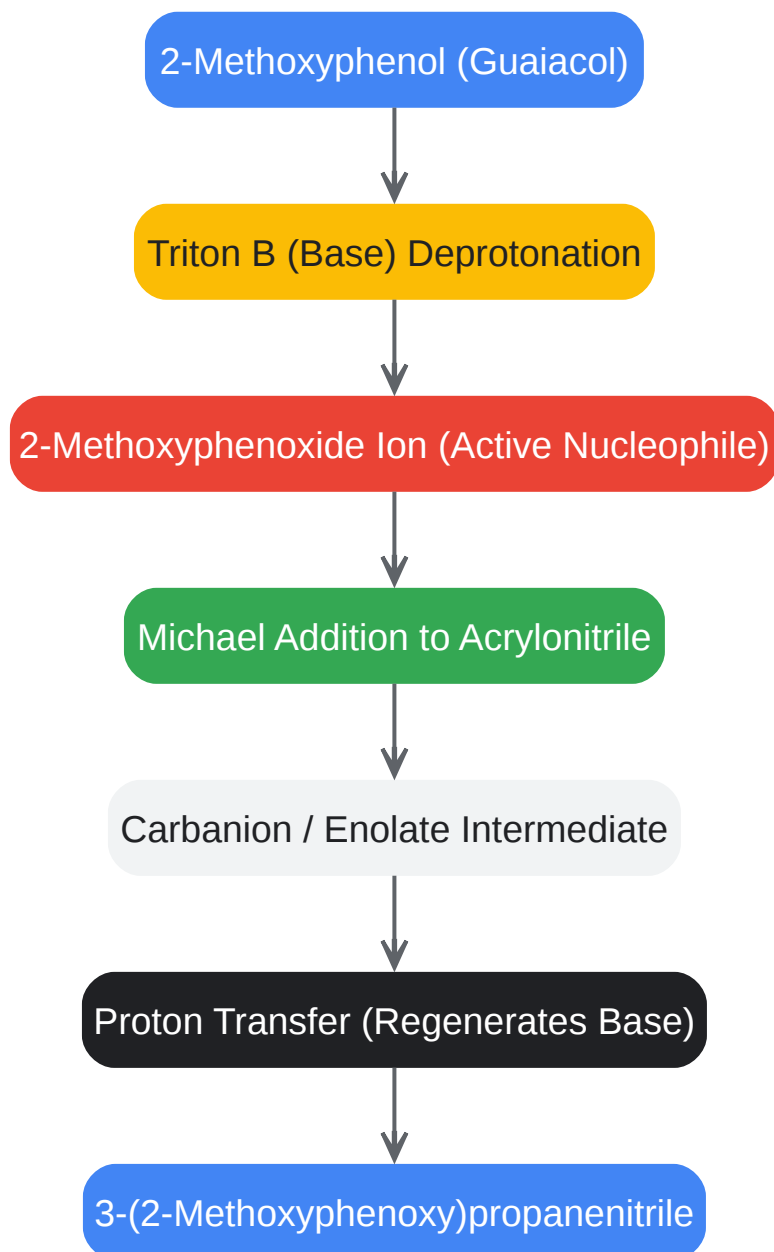 2-Methoxyphenol (Guaiacol)
Triton B (Base) Deprotonation
2-Methoxyphenoxide Ion (Active Nucleophile)
Michael Addition to Acrylonitrile
Carbanion / Enolate Intermediate
Proton Transfer (Regenerates Base)
3-(2-Methoxyphenoxy)propanenitrile